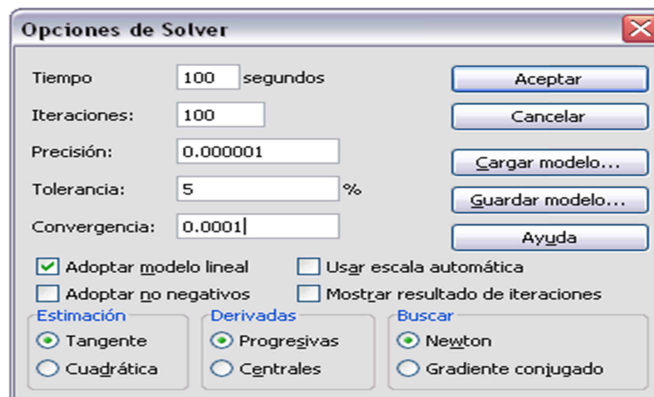 Opciones de Solver
Tiempo 100 segundos
Aceptar
Iteraciones: 100
Cancelar
Precisión: 0.000001
Cargar modelo...
Tolerancia: 5 %
Guardar modelo...
Convergencia: 0.0001
Ayuda
Adoptar modelo lineal
Usar escala automática
Adoptar no negativos
Mostrar resultado de iteraciones
Estimación
Tangente
Cuadrática
Derivadas
Progresivas
Centrales
Buscar
Newton
Gradiente conjugado